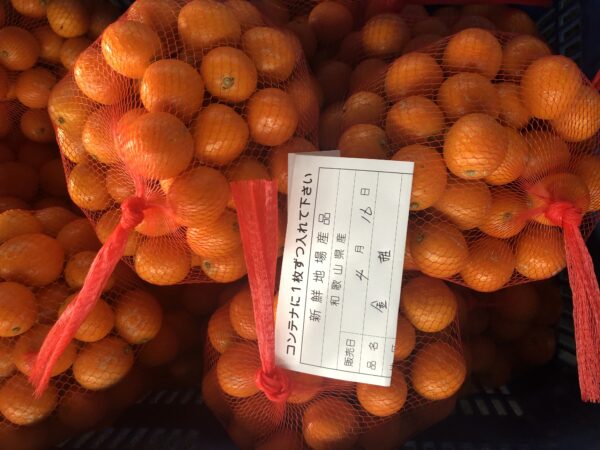 コンテナに1枚ずつ入れて下さい
新鮮地場産品
和歌山県産
販売日 4月16日
品名 金柑